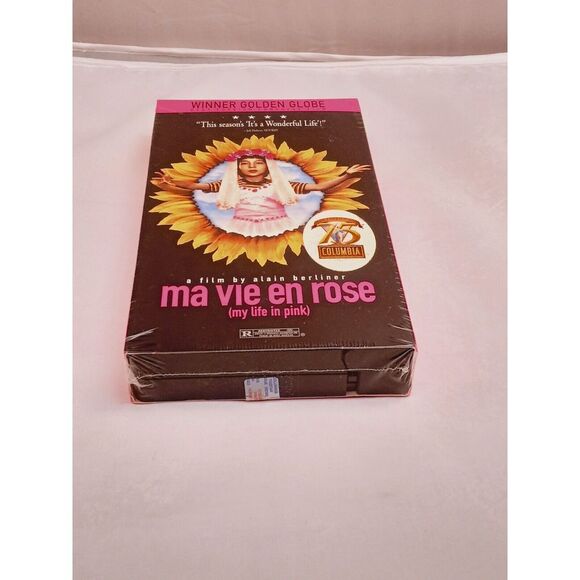 WINNER GOLDEN GLOBE
"This season's 'It's a Wonderful Life'!"
75
COLUMBIA
a film by alain berliner
ma vie en rose
(my life in pink)
R
RESTRICTED